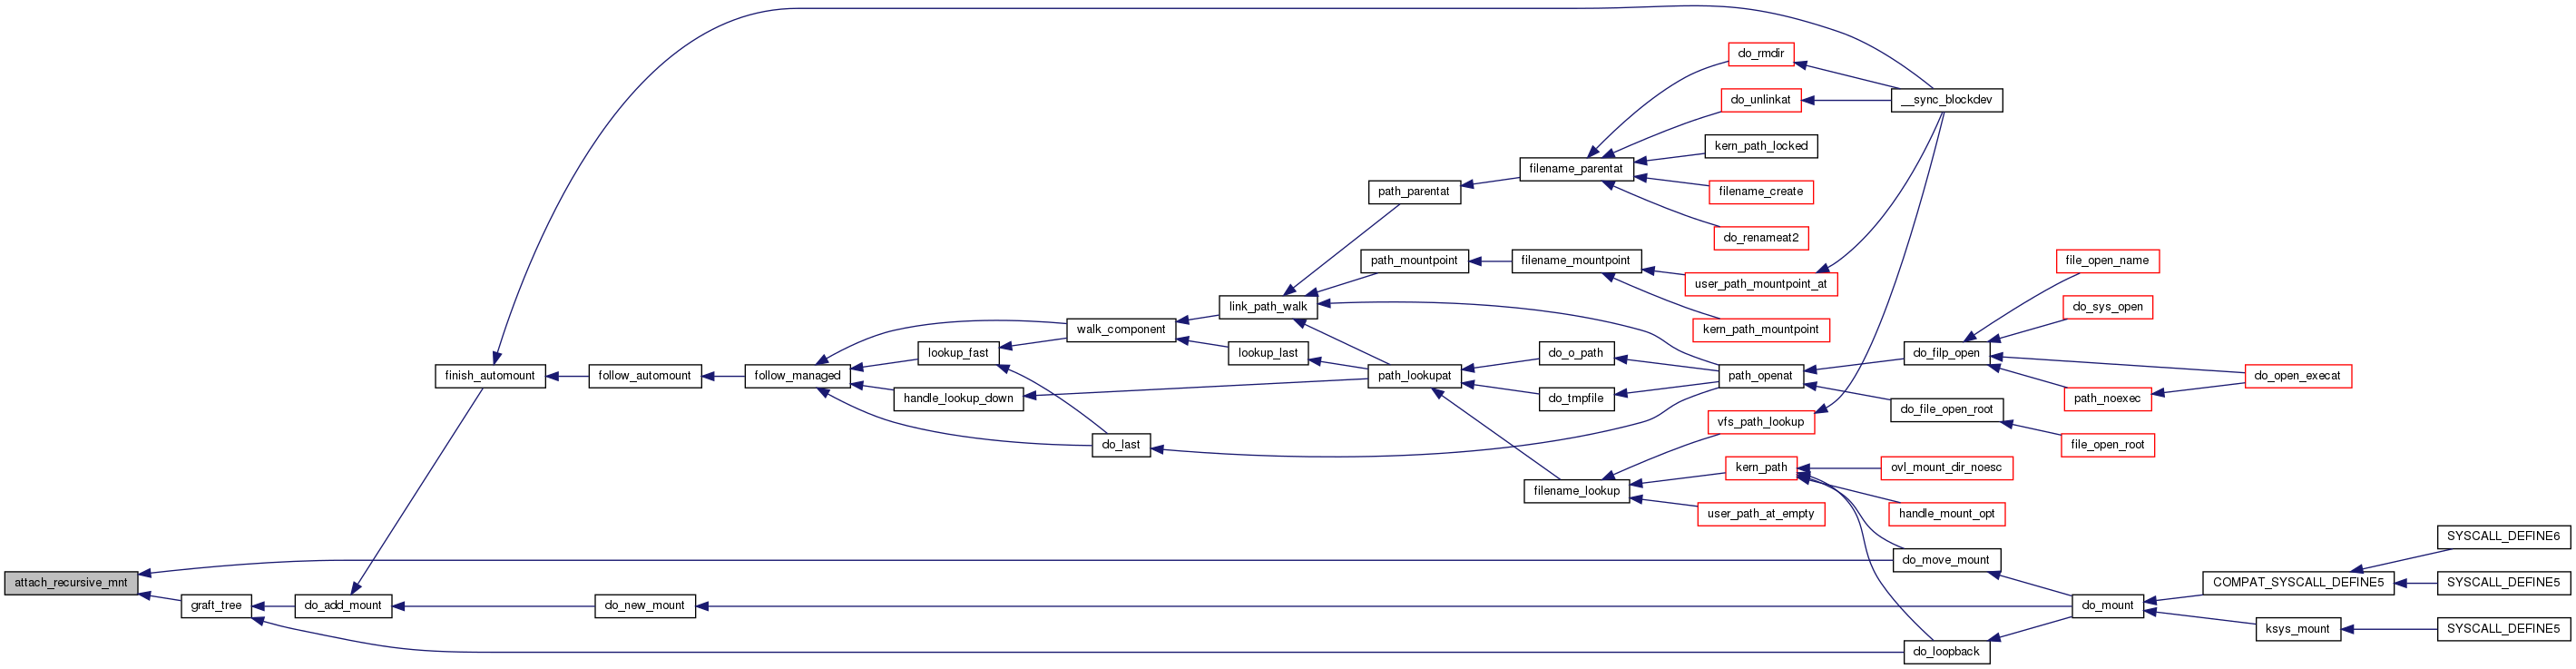 do_rmdir
do_unlinkat
__sync_blockdev
kern_path_locked
filename_parentat
path_parentat
filename_create
do_renameat2
path_mountpoint
filename_mountpoint
file_open_name
user_path_mountpoint_at
link_path_walk
do_sys_open
walk_component
kern_path_mountpoint
lookup_fast
lookup_last
do_o_path
do_filp_open
finish_automount
follow_automount
follow_managed
path_lookupat
path_openat
do_open_execat
handle_lookup_down
do_tmpfile
path_noexec
do_file_open_root
vfs_path_lookup
do_last
file_open_root
kern_path
ovl_mount_dir_noesc
filename_lookup
user_path_at_empty
handle_mount_opt
SYSCALL_DEFINE6
do_move_mount
attach_recursive_mnt
COMPAT_SYSCALL_DEFINE5
SYSCALL_DEFINE5
graft_tree
do_add_mount
do_new_mount
do_mount
ksys_mount
SYSCALL_DEFINE5
do_loopback